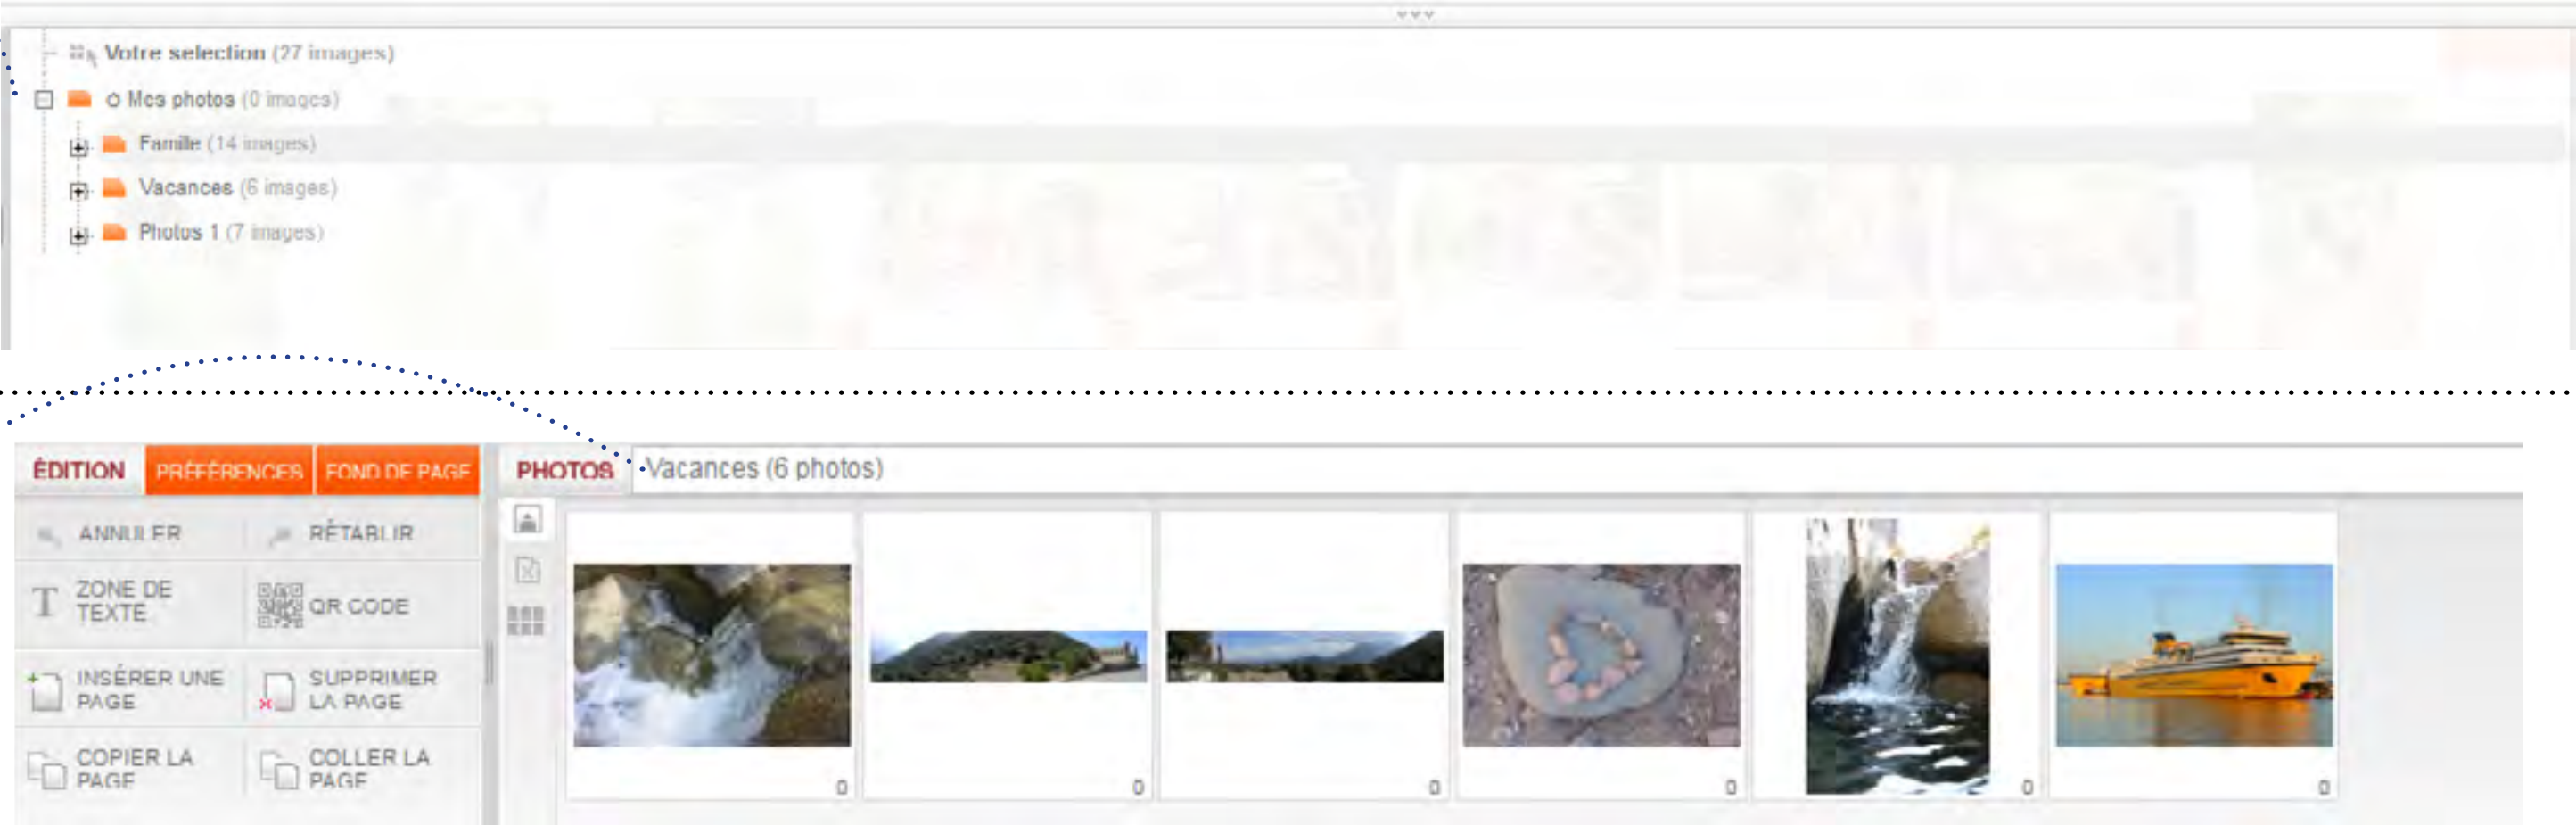 Votre selection (27 images)
Mes photos (0 images)
Famille (14 images)
Vacances (6 images)
Photos 1 (7 images)
ÉDITION PRÉFÉRENCES FOND DE PAGE PHOTOS Vacances (6 photos)
ANNULER RÉTABLIR
ZONE DE
TEXTE
QR CODE
INSÉRER UNE
PAGE
SUPPRIMER
LA PAGE
COPIER LA
PAGE
COLLER LA
PAGE
0 0 0 0 0 0